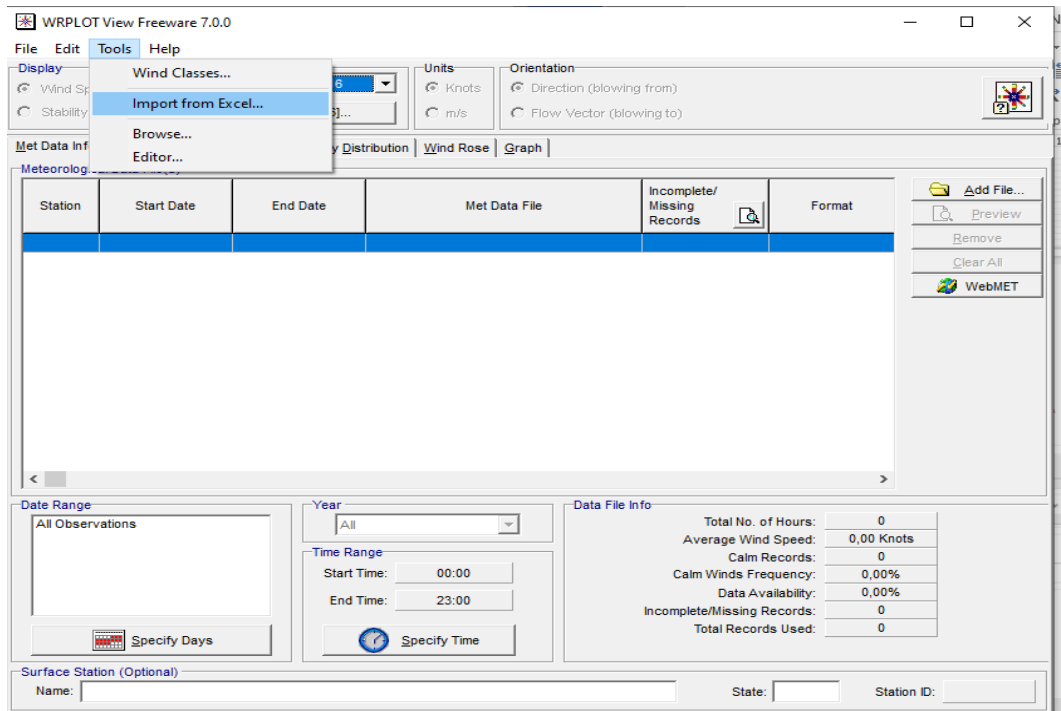 WRPLOT View Freeware 7.0.0
File Edit Tools Help
Wind Classes...
Import from Excel...
Browse...
Editor...
Display
Wind Sp
Stability
6
]...
Units
Knots
m/s
Orientation
Direction (blowing from)
Flow Vector (blowing to)
Met Data Inf
y Distribution
Wind Rose
Graph
Station
Start Date
End Date
Met Data File
Incomplete/
Missing
Records
Format
Add File...
Preview
Remove
Clear All
WebMET
Date Range
All Observations
Specify Days
Year
All
Time Range
Start Time: 00:00
End Time: 23:00
Specify Time
Data File Info
Total No. of Hours: 0
Average Wind Speed: 0,00 Knots
Calm Records: 0
Calm Winds Frequency: 0,00%
Data Availability: 0,00%
Incomplete/Missing Records: 0
Total Records Used: 0
Surface Station (Optional)
Name:
State:
Station ID: